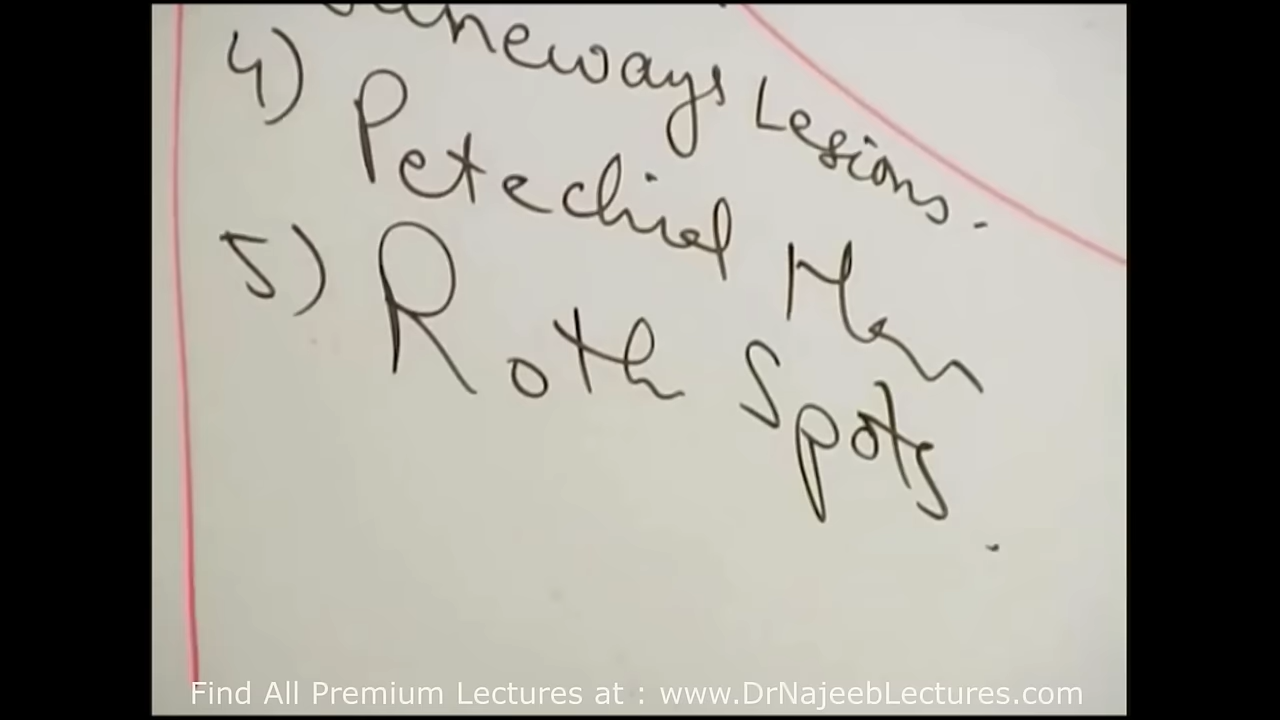 Janeways Lesions.
4) Petechial Hem
5) Roth Spots.
Find All Premium Lectures at : www.DrNajeebLectures.com